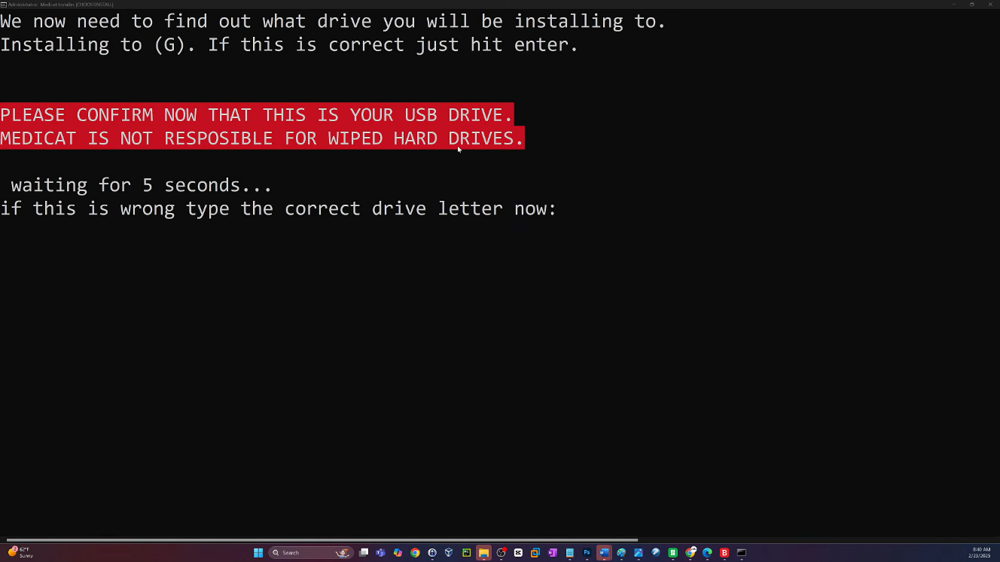 Administrator: Medicat Installer [CHOOSEINSTALL]
We now need to find out what drive you will be installing to.
Installing to (G). If this is correct just hit enter.
PLEASE CONFIRM NOW THAT THIS IS YOUR USB DRIVE.
MEDICAT IS NOT RESPOSIBLE FOR WIPED HARD DRIVES.
waiting for 5 seconds...
if this is wrong type the correct drive letter now:
62°F
Sunny
Search
8:40 AM
2/23/2025